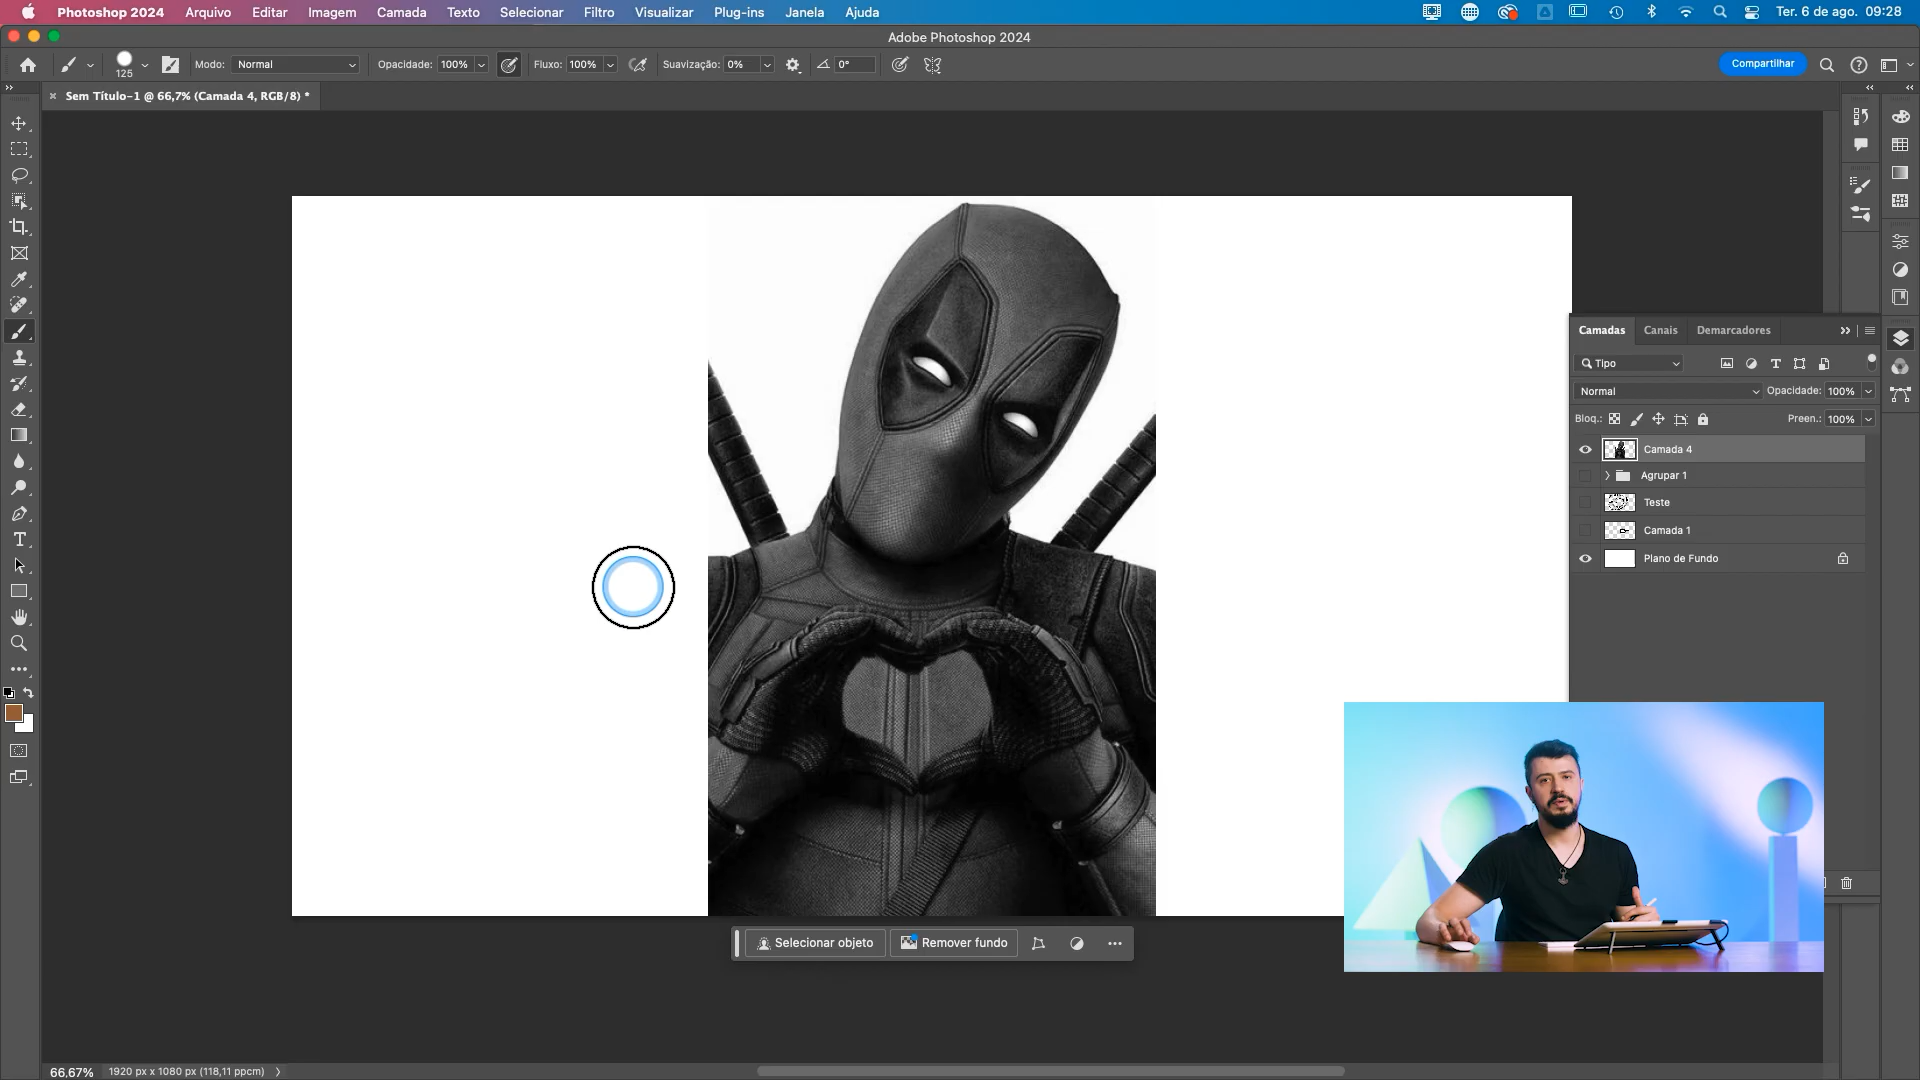 Photoshop 2024 Arquivo Editar Imagem Camada Texto Selecionar Filtro Visualizar Plug-ins Janela Ajuda Ter. 6 de ago. 09:28
Adobe Photoshop 2024
125 Modo: Normal Opacidade: 100% Fluxo: 100% Suavização: 0% 0° Compartilhar
Sem Título-1 @ 66,7% (Camada 4, RGB/8) *
Camadas Canais Demarcadores
Tipo
Normal Opacidade: 100%
Bloq.: Preen.: 100%
Camada 4
Agrupar 1
Teste
Camada 1
Plano de Fundo
Selecionar objeto Remover fundo
66,67% 1920 px x 1080 px (118,11 ppcm)